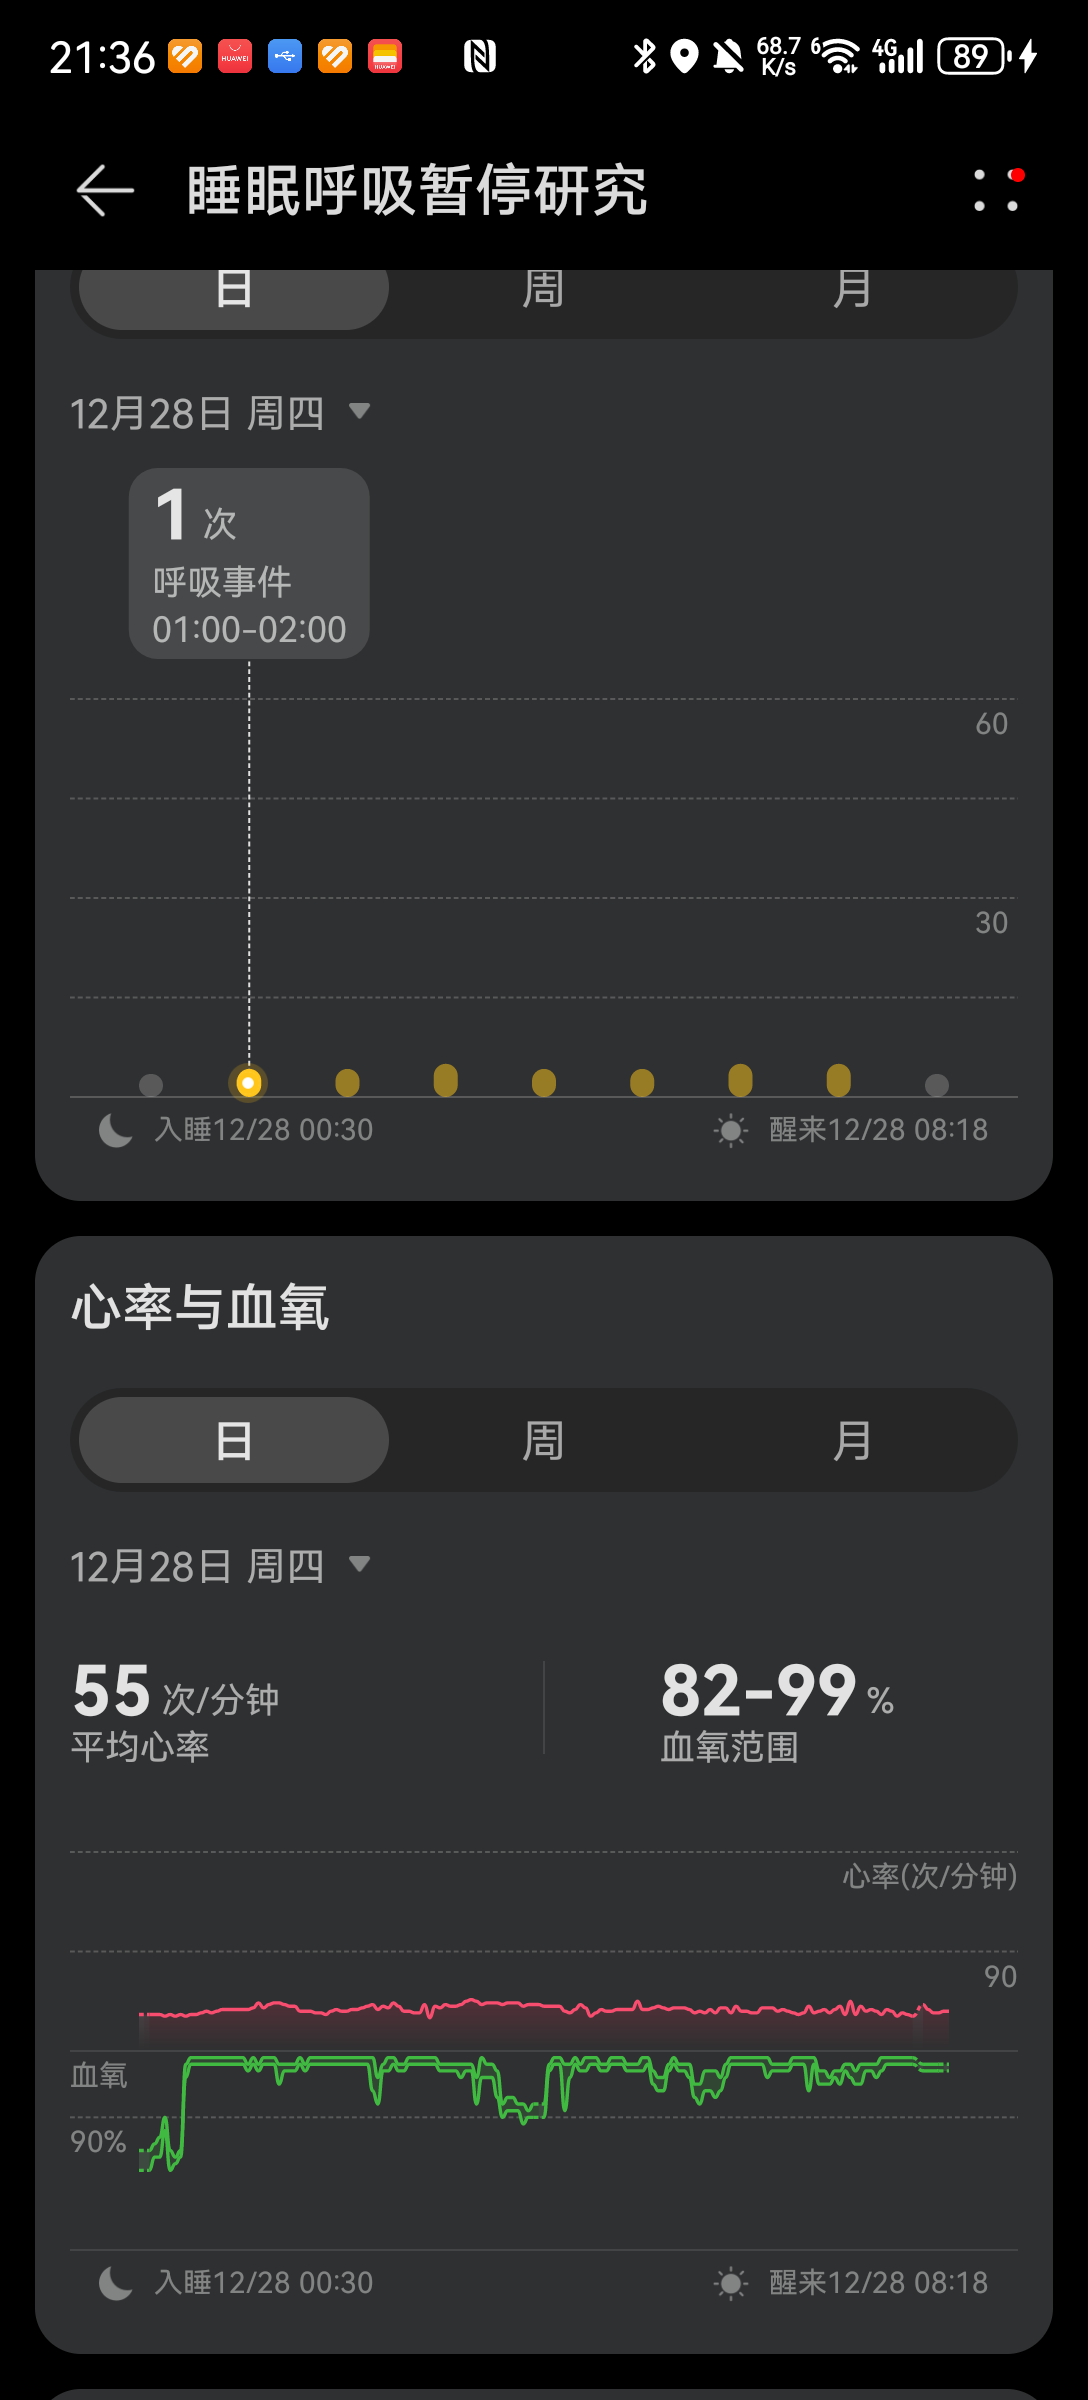 21:36
HUAWEI
HUAWEI
68.7 K/s
6
4G
89
睡眠呼吸暂停研究
日 周 月
12月28日 周四
1 次
呼吸事件
01:00-02:00
60
30
入睡12/28 00:30 醒来12/28 08:18
心率与血氧
日 周 月
12月28日 周四
55 次/分钟 82-99 %
平均心率 血氧范围
心率(次/分钟)
90
血氧
90%
入睡12/28 00:30 醒来12/28 08:18